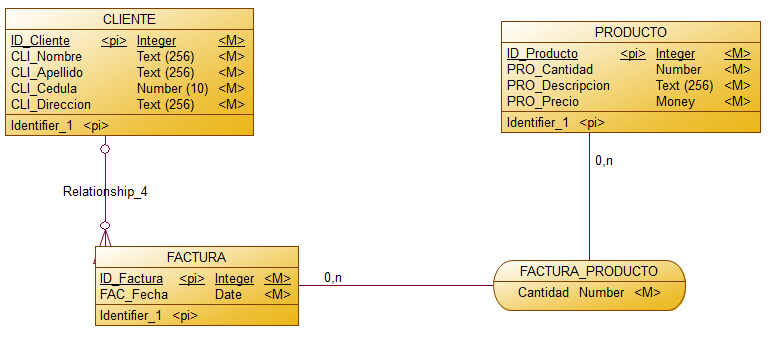 CLIENTE
ID_Cliente <pi> Integer <M>
CLI_Nombre Text (256) <M>
CLI_Apellido Text (256) <M>
CLI_Cedula Number (10) <M>
CLI_Direccion Text (256) <M>
Identifier_1 <pi>
PRODUCTO
ID_Producto <pi> Integer <M>
PRO_Cantidad Number <M>
PRO_Descripcion Text (256) <M>
PRO_Precio Money <M>
Identifier_1 <pi>
0,n
Relationship_4
FACTURA
ID_Factura <pi> Integer <M>
FAC_Fecha Date <M>
Identifier_1 <pi>
0,n
FACTURA_PRODUCTO
Cantidad Number <M>